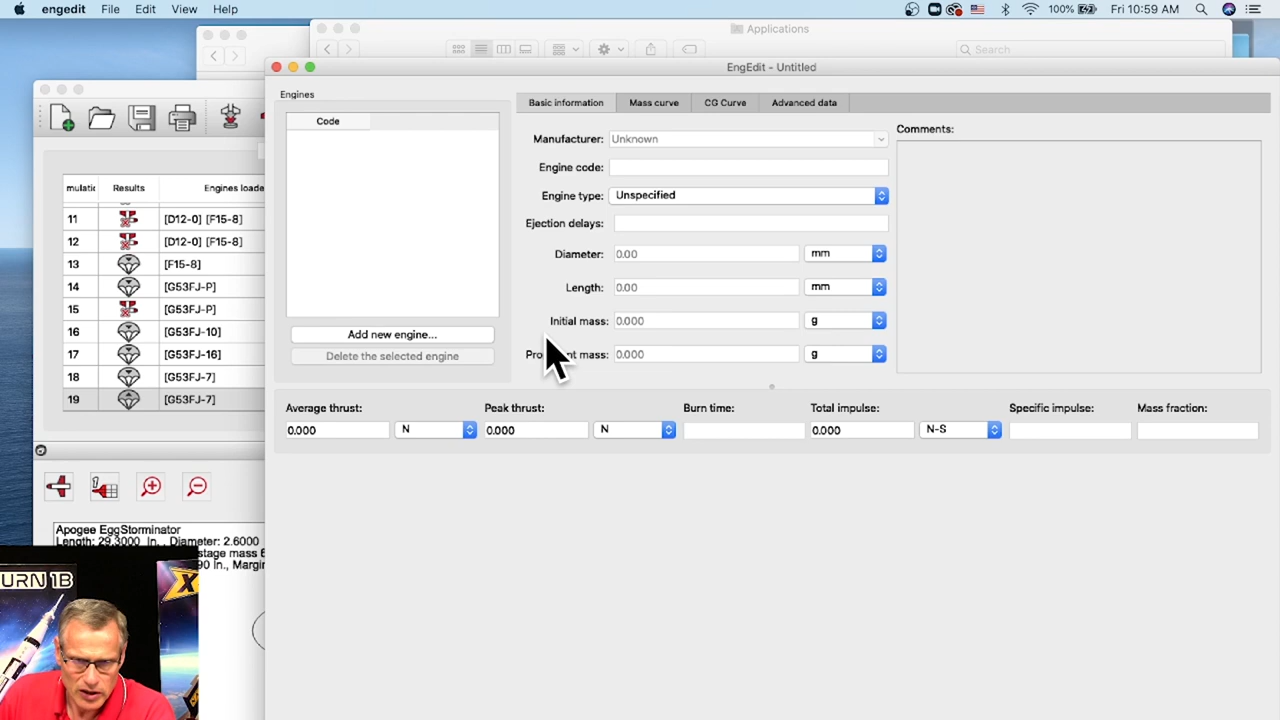 engedit File Edit View Help 100% Fri 10:59 AM
Applications
Search
EngEdit - Untitled
Engines
Code
Add new engine...
Delete the selected engine
Basic information Mass curve CG Curve Advanced data
Manufacturer: Unknown
Engine code:
Engine type: Unspecified
Ejection delays:
Diameter: 0.00 mm
Length: 0.00 mm
Initial mass: 0.000 g
mass: 0.000 g
Comments:
Average thrust: Peak thrust: Burn time: Total impulse: Specific impulse: Mass fraction:
0.000 N 0.000 N 0.000 N-S
mulatic Results Engines loade
11 [D12-0] [F15-8]
12 [D12-0] [F15-8]
13 [F15-8]
14 [G53FJ-P]
15 [G53FJ-P]
16 [G53FJ-10]
17 [G53FJ-16]
18 [G53FJ-7]
19 [G53FJ-7]
1
Apogee EggStorminator
Length: 29.3000 In., Diameter: 2.6000
stage mass 6
90 In., Margin
URN 1B
X